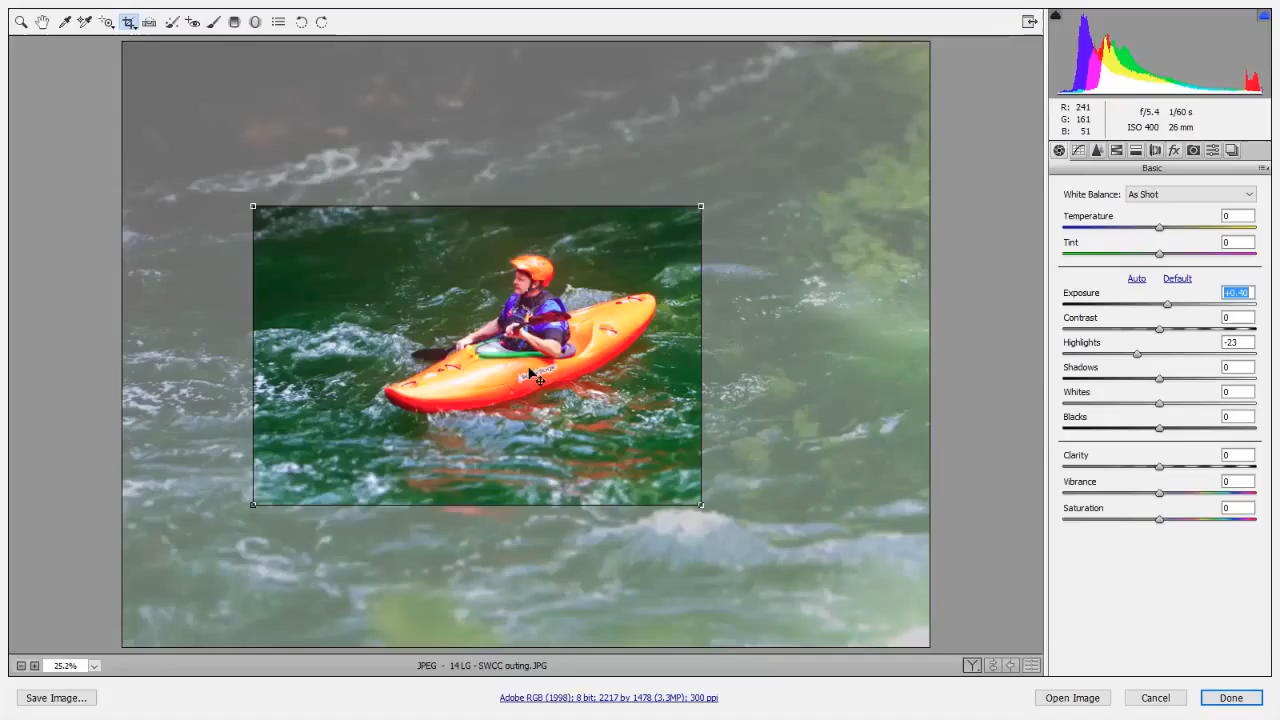 R: 241
G: 161
B: 51
f/5.4 1/60 s
ISO 400 26 mm
fx
Basic
White Balance: As Shot
Temperature 0
Tint 0
Auto Default
Exposure +0.40
Contrast 0
Highlights -23
Shadows 0
Whites 0
Blacks 0
Clarity 0
Vibrance 0
Saturation 0
25.2%
JPEG - 14 LG - SWCC outing.JPG
Y
Save Image...
Adobe RGB (1998); 8 bit; 2217 by 1478 (3.3MP); 300 ppi
Open Image
Cancel
Done